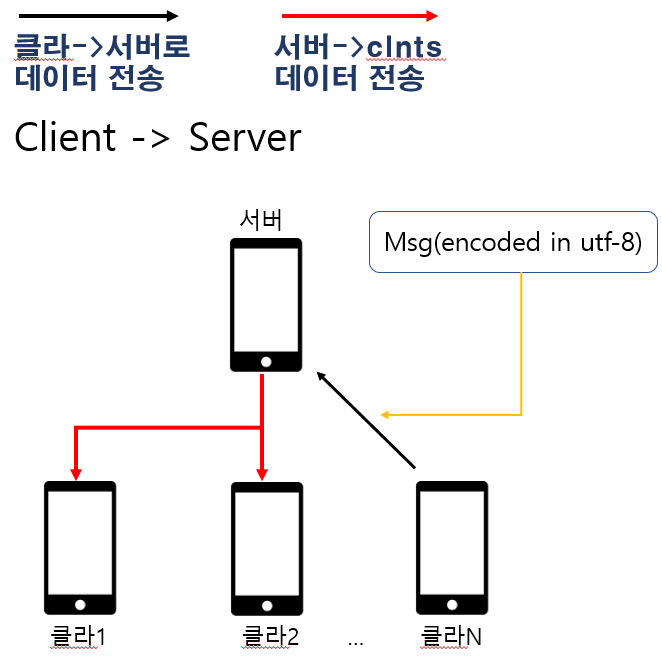 클라->서버로
데이터 전송
서버->clnts
데이터 전송
Client -> Server
서버
Msg(encoded in utf-8)
클라1
클라2
...
클라N